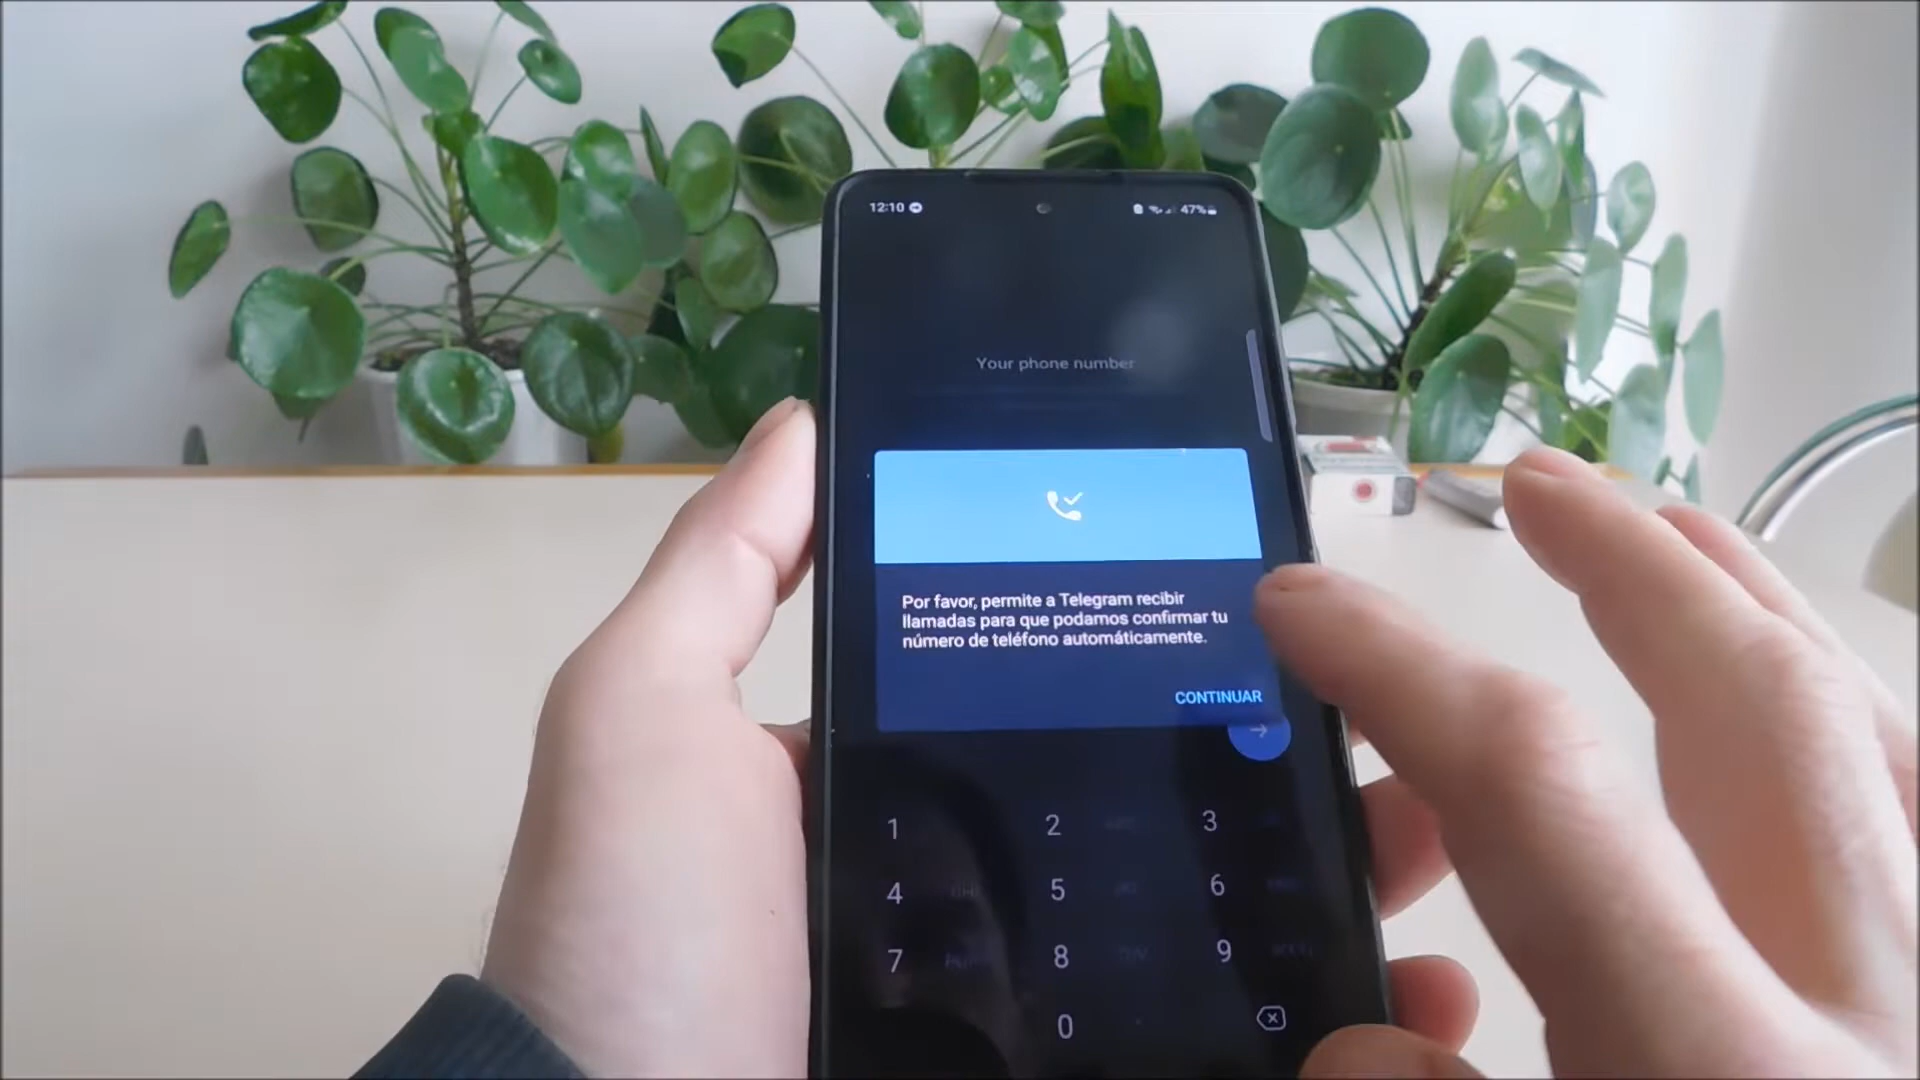 12:10
47%
Your phone number
Por favor, permite a Telegram recibir
llamadas para que podamos confirmar tu
número de teléfono automáticamente.
CONTINUAR
1 2 3
4 5 6
7 8 9
0